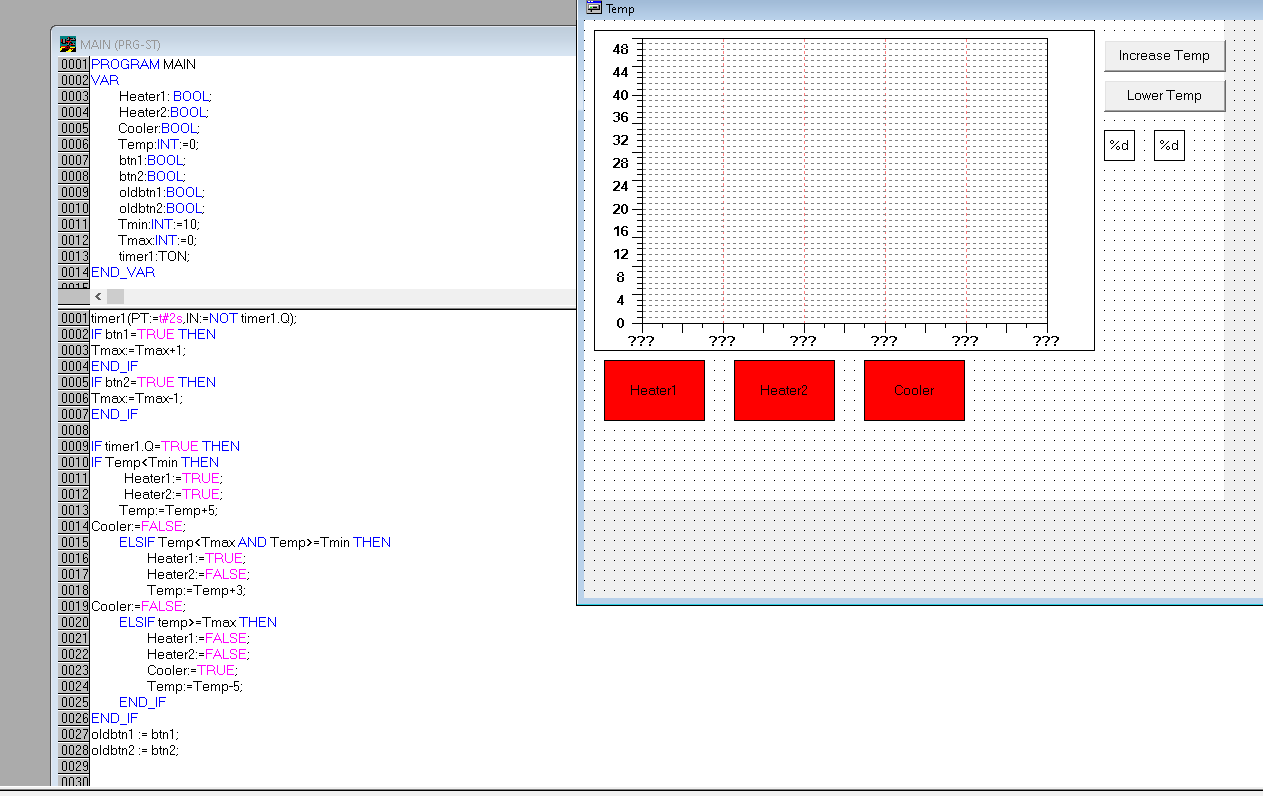 Temp
MAIN (PRG-ST)
0001 PROGRAM MAIN
0002 VAR
0003 Heater1: BOOL;
0004 Heater2:BOOL;
0005 Cooler:BOOL;
0006 Temp:INT:=0;
0007 btn1:BOOL;
0008 btn2:BOOL;
0009 oldbtn1:BOOL;
0010 oldbtn2:BOOL;
0011 Tmin:INT:=10;
0012 Tmax:INT:=0;
0013 timer1:TON;
0014 END_VAR
0015
0001 timer1(PT:=t#2s,IN:=NOT timer1.Q);
0002 IF btn1=TRUE THEN
0003 Tmax:=Tmax+1;
0004 END_IF
0005 IF btn2=TRUE THEN
0006 Tmax:=Tmax-1;
0007 END_IF
0008
0009 IF timer1.Q=TRUE THEN
0010 IF Temp<Tmin THEN
0011 Heater1:=TRUE;
0012 Heater2:=TRUE;
0013 Temp:=Temp+5;
0014 Cooler:=FALSE;
0015 ELSIF Temp<Tmax AND Temp>=Tmin THEN
0016 Heater1:=TRUE;
0017 Heater2:=FALSE;
0018 Temp:=Temp+3;
0019 Cooler:=FALSE;
0020 ELSIF temp>=Tmax THEN
0021 Heater1:=FALSE;
0022 Heater2:=FALSE;
0023 Cooler:=TRUE;
0024 Temp:=Temp-5;
0025 END_IF
0026 END_IF
0027 oldbtn1 := btn1;
0028 oldbtn2 := btn2;
0029
0030
48
44
40
36
32
28
24
20
16
12
8
4
0
??? ??? ??? ??? ??? ???
Increase Temp
Lower Temp
%d %d
Heater1 Heater2 Cooler